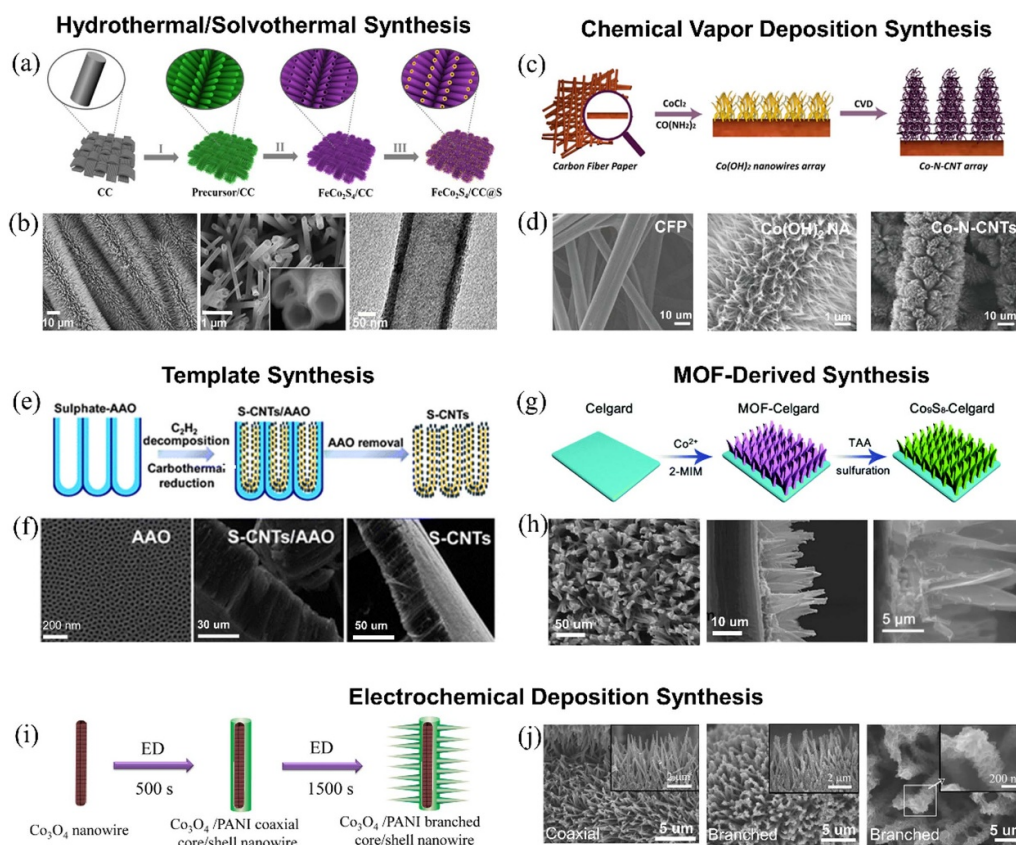 Hydrothermal/Solvothermal Synthesis
(a)
CC
I
Precursor/CC
II
FeCo₂S₄/CC
III
FeCo₂S₄/CC@S
(b)
10 μm
1 μm
50 nm
Chemical Vapor Deposition Synthesis
(c)
Carbon Fiber Paper
CoCl₂
CO(NH₂)₂
Co(OH)₂ nanowires array
CVD
Co-N-CNT array
(d)
CFP
10 um
Co(OH)₂ NA
1 um
Co-N-CNTs
10 um
Template Synthesis
(e)
Sulphate-AAO
C₂H₂
decomposition
Carbothermal
reduction
S-CNTs/AAO
AAO removal
S-CNTs
(f)
AAO
200 nm
S-CNTs/AAO
30 um
S-CNTs
50 um
MOF-Derived Synthesis
(g)
Celgard
Co²⁺
2-MIM
MOF-Celgard
TAA
sulfuration
Co₉S₈-Celgard
(h)
50 um
10 um
5 μm
Electrochemical Deposition Synthesis
(i)
Co₃O₄ nanowire
ED
500 s
Co₃O₄ /PANI coaxial
core/shell nanowire
ED
1500 s
Co₃O₄ /PANI branched
core/shell nanowire
(j)
2 μm
Coaxial
5 um
2 μm
Branched
5 um
200 nm
Branched
5 um